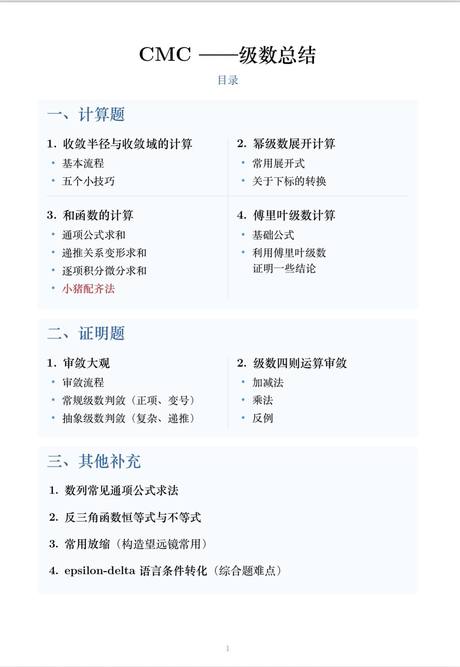 CMC ——级数总结
目录
一、计算题
1. 收敛半径与收敛域的计算
• 基本流程
• 五个小技巧
2. 幂级数展开计算
• 常用展开式
• 关于下标的转换
3. 和函数的计算
• 通项公式求和
• 递推关系变形求和
• 逐项积分微分求和
• 小猪配齐法
4. 傅里叶级数计算
• 基础公式
• 利用傅里叶级数
证明一些结论
二、证明题
1. 审敛大观
• 审敛流程
• 常规级数判敛（正项、变号）
• 抽象级数判敛（复杂、递推）
2. 级数四则运算审敛
• 加减法
• 乘法
• 反例
三、其他补充
1. 数列常见通项公式求法
2. 反三角函数恒等式与不等式
3. 常用放缩（构造望远镜常用）
4. epsilon-delta 语言条件转化（综合题难点）
1